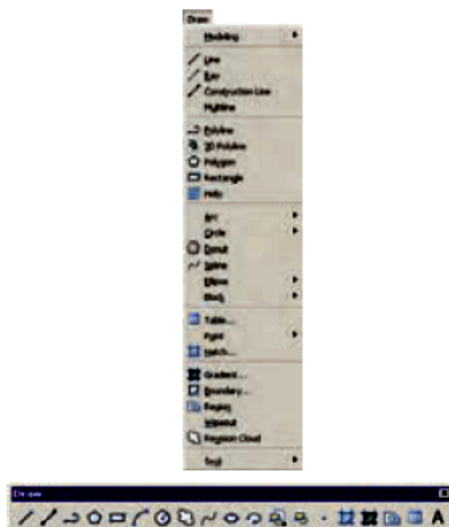 Draw
Modeling
Line
Ray
Construction Line
Multiline
Polyline
3D Polyline
Polygon
Rectangle
Helix
Arc
Circle
Donut
Spline
Ellipse
Block
Table...
Point
Hatch...
Gradient...
Boundary...
Region
Wipeout
Revision Cloud
Text
Draw
A